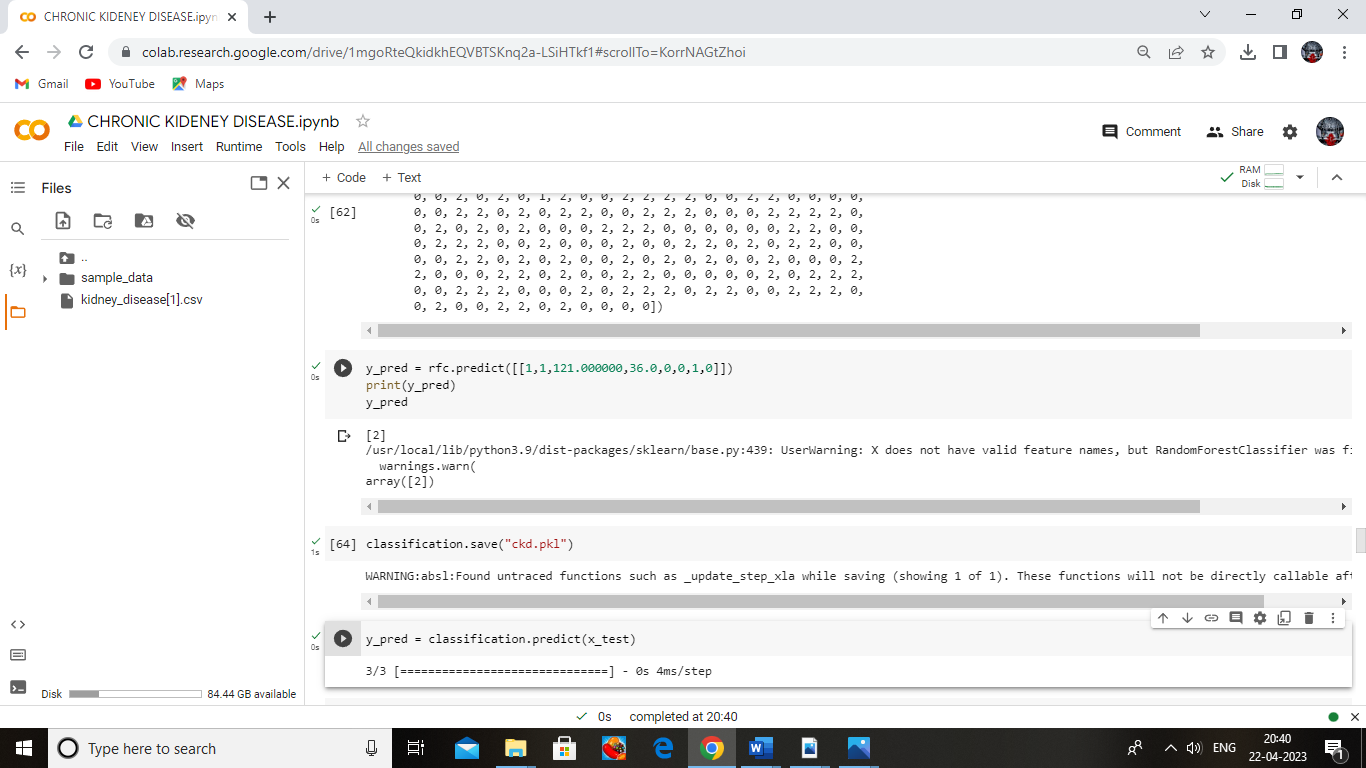 CHRONIC KIDENEY DISEASE.ipyn
colab.research.google.com/drive/1mgoRteQkidkhEQVBTSKnq2a-LSiHTkf1#scrollTo=KorrNAGtZhoi
Gmail YouTube Maps
CHRONIC KIDENEY DISEASE.ipynb
File Edit View Insert Runtime Tools Help All changes saved
Comment Share
Files
+ Code + Text
RAM
Disk
..
sample_data
kidney_disease[1].csv
{x}
0s
[62]
0, 0, 2, 0, 2, 0, 1, 2, 0, 0, 2, 2, 2, 2, 0, 0, 2, 2, 0, 0, 0, 0,
0, 0, 2, 2, 0, 2, 0, 2, 2, 0, 0, 2, 2, 0, 0, 0, 2, 2, 2, 2, 0,
0, 2, 0, 2, 0, 2, 0, 0, 0, 2, 2, 0, 0, 0, 0, 0, 0, 2, 2, 0, 0,
0, 2, 2, 0, 0, 2, 0, 0, 0, 2, 0, 0, 2, 2, 0, 2, 0, 2, 2, 0, 0,
0, 0, 2, 2, 0, 2, 0, 0, 2, 0, 2, 0, 2, 0, 0, 2, 0, 0, 0, 2,
2, 0, 0, 0, 2, 2, 0, 2, 0, 0, 2, 2, 0, 0, 0, 0, 0, 2, 0, 2, 2, 2,
0, 0, 2, 2, 2, 0, 0, 0, 2, 0, 2, 2, 2, 0, 2, 2, 0, 0, 2, 2, 2, 0,
0, 2, 0, 0, 2, 2, 0, 2, 0, 0, 0, 0])
0s
y_pred = rfc.predict([[1,1,121.000000,36.0,0,0,1,0]])
print(y_pred)
y_pred
[2]
/usr/local/lib/python3.9/dist-packages/sklearn/base.py:439: UserWarning: X does not have valid feature names, but RandomForestClassifier was fi
warnings.warn(
array([2])
1s
[64] classification.save("ckd.pkl")
WARNING:absl:Found untraced functions such as _update_step_xla while saving (showing 1 of 1). These functions will not be directly callable aft
0s
y_pred = classification.predict(x_test)
3/3 [==============================] - 0s 4ms/step
Disk 84.44 GB available
0s completed at 20:40
Type here to search
ENG
20:40
22-04-2023
1